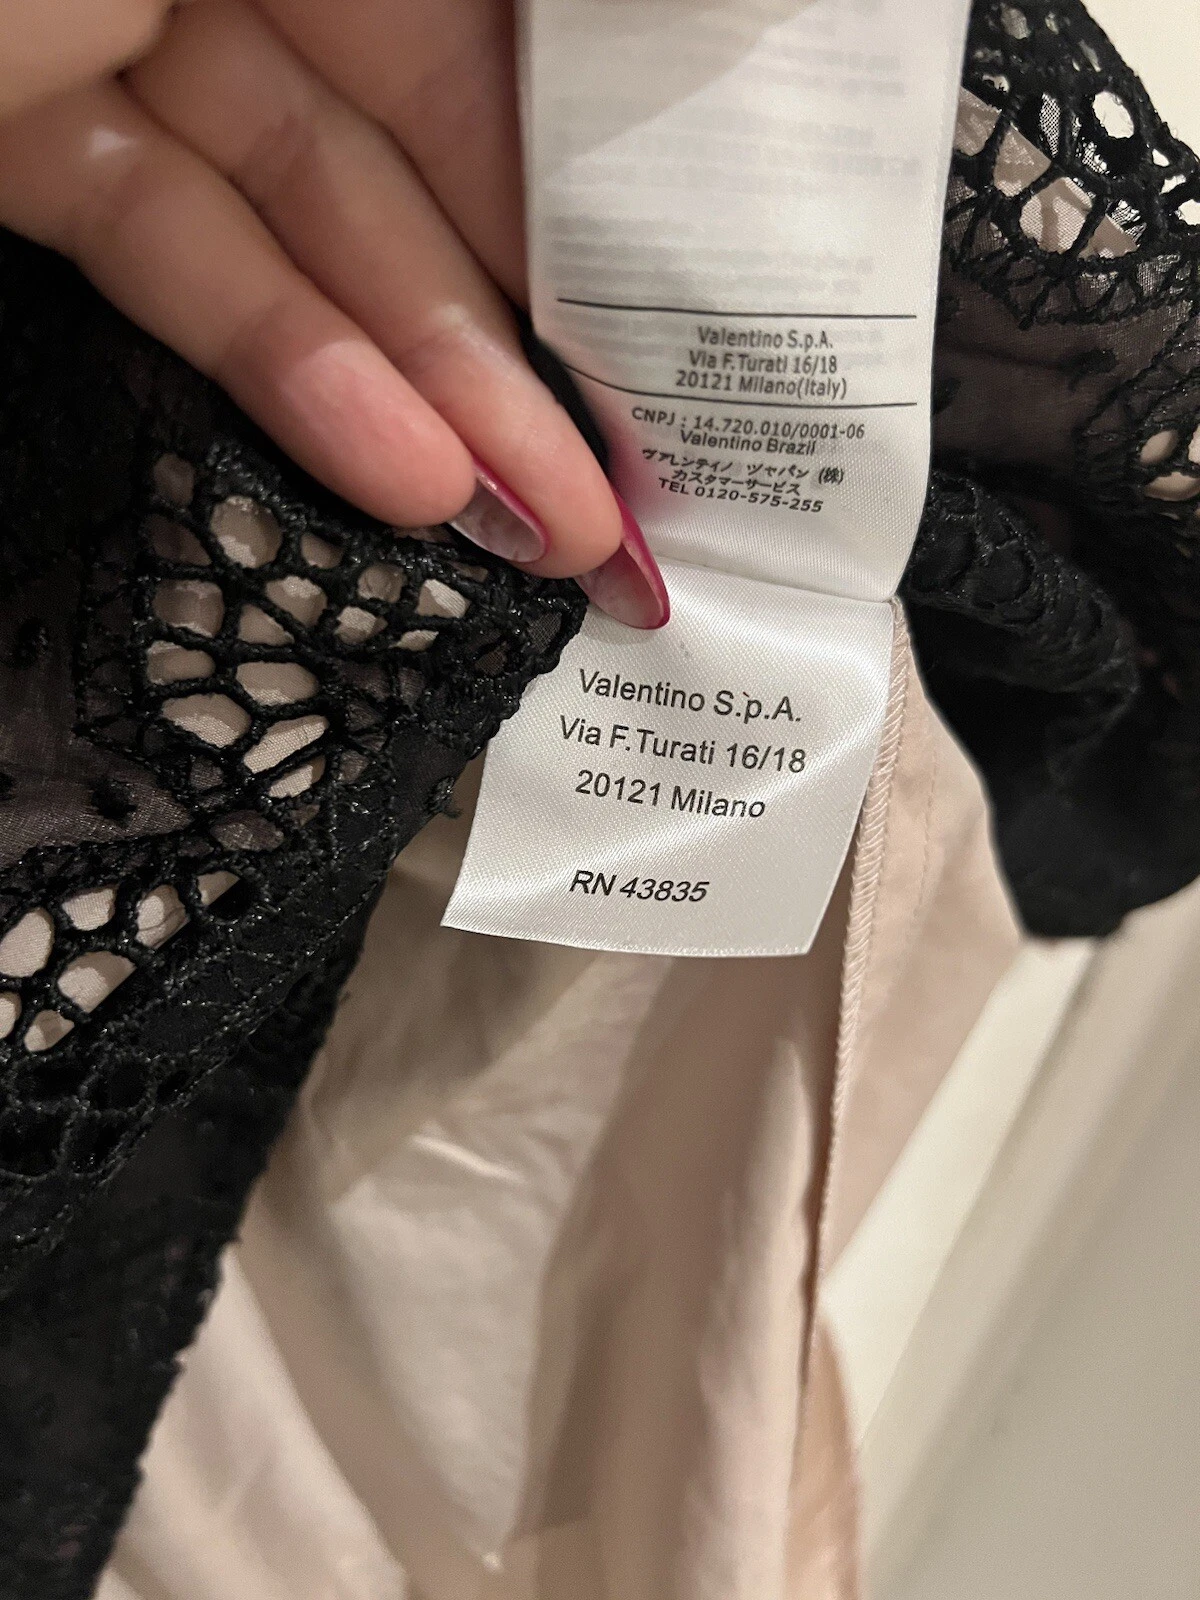 Valentino S.p.A.
Via F.Turati 16/18
20121 Milano(Italy)
CNPJ : 14.720.010/0001-06
Valentino Brazil
ヴァレンティノ ジャパン (株)
カスタマーサービス
TEL 0120-575-255
Valentino S.p.A.
Via F.Turati 16/18
20121 Milano
RN 43835